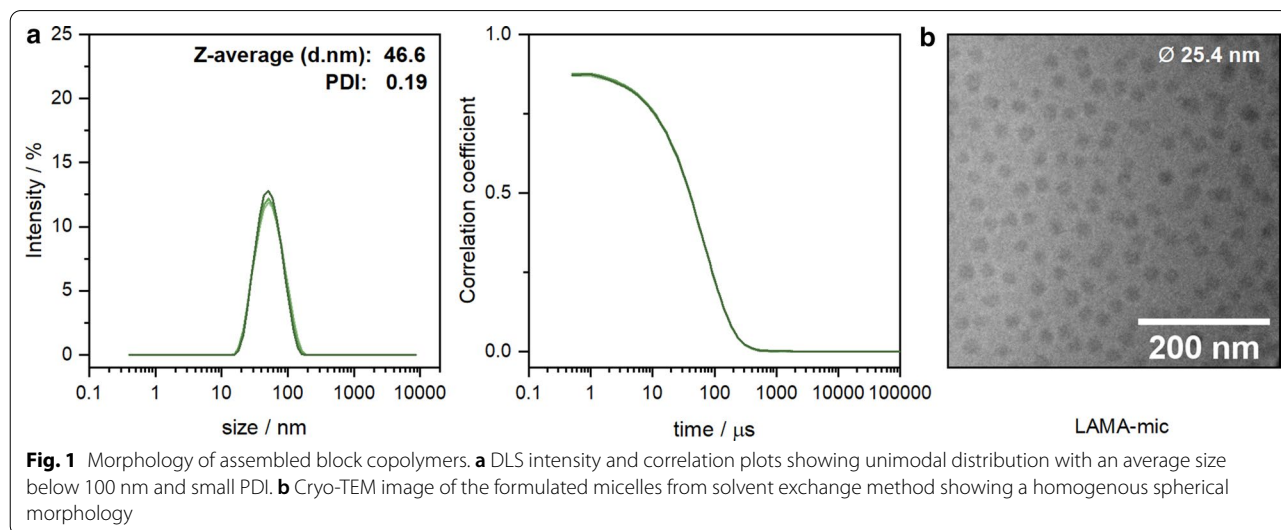 a
25
20
15
10
5
0
Intensity / %
Z-average (d.nm): 46.6
PDI: 0.19
0.1 1 10 100 1000 10000
size / nm
1.0
0.5
0.0
Correlation coefficient
0.1 1 10 100 1000 10000 100000
time / μs
b
Ø 25.4 nm
200 nm
LAMA-mic
Fig. 1 Morphology of assembled block copolymers. a DLS intensity and correlation plots showing unimodal distribution with an average size
below 100 nm and small PDI. b Cryo-TEM image of the formulated micelles from solvent exchange method showing a homogenous spherical
morphology